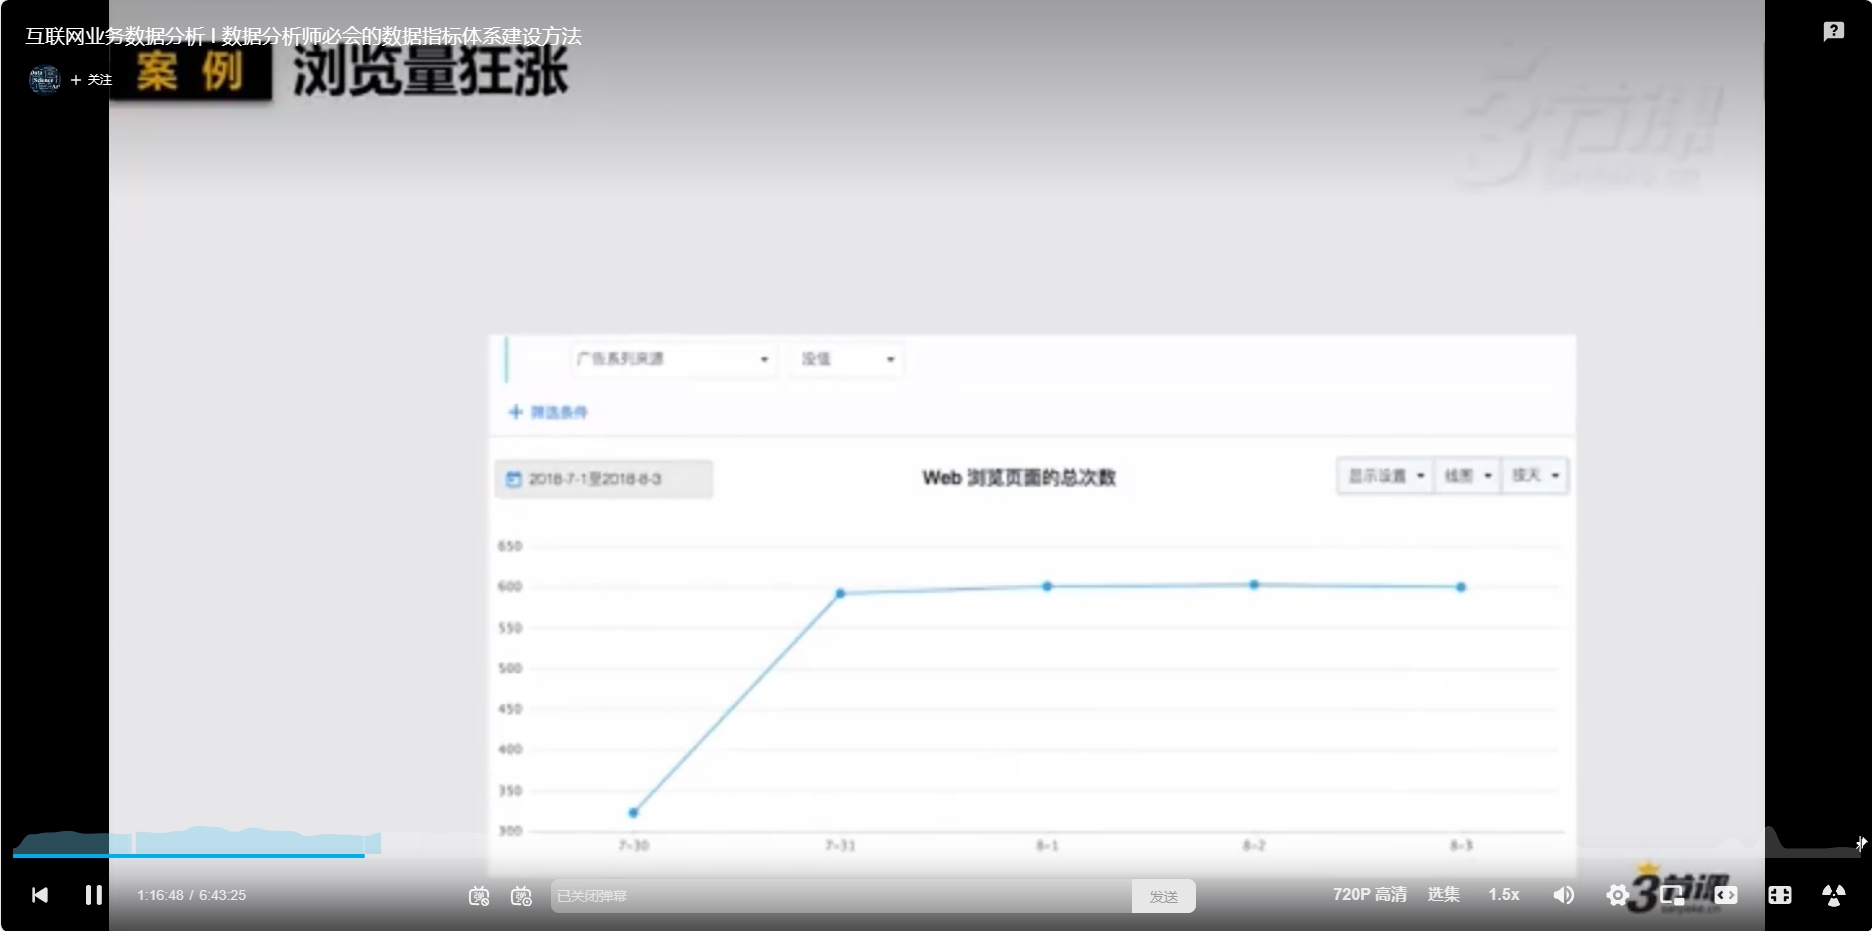 互联网业务数据分析 | 数据分析师必会的数据指标体系建设方法
+ 关注
案 例 浏览量狂涨
广告系列来源 没值
+ 筛选条件
2018-7-1至2018-8-3
Web 浏览页面的总次数
显示设置 线图 按天
650
600
550
500
450
400
350
300
7-30 7-31 8-1 8-2 8-3
1:16:48 / 6:43:25
已关闭弹幕
发送
720P 高清 选集 1.5x